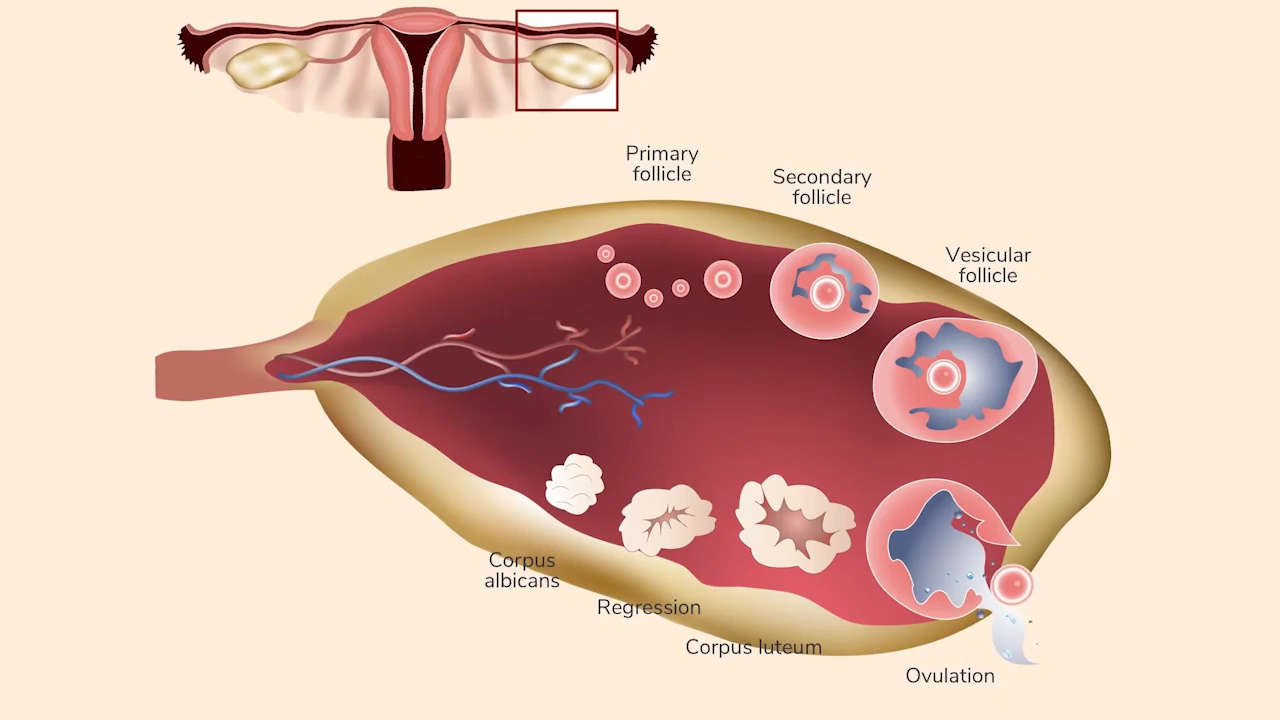 Primary
follicle
Secondary
follicle
Vesicular
follicle
Corpus
albicans
Regression
Corpus luteum
Ovulation